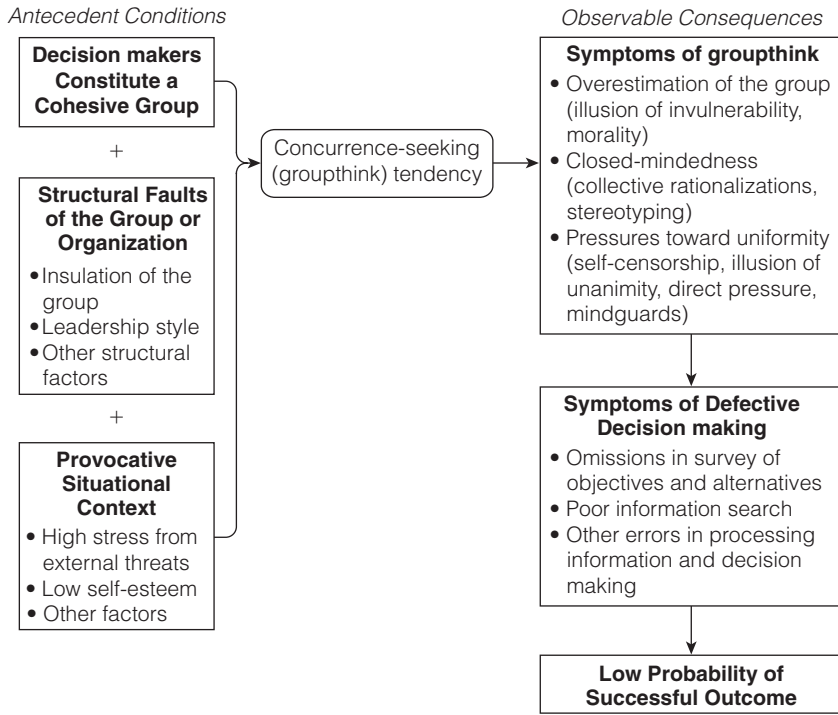 Antecedent Conditions
Decision makers
Constitute a
Cohesive Group
+
Structural Faults
of the Group or
Organization
• Insulation of the
group
• Leadership style
• Other structural
factors
+
Provocative
Situational
Context
• High stress from
external threats
• Low self-esteem
• Other factors
Concurrence-seeking
(groupthink) tendency
Observable Consequences
Symptoms of groupthink
• Overestimation of the group
(illusion of invulnerability,
morality)
• Closed-mindedness
(collective rationalizations,
stereotyping)
• Pressures toward uniformity
(self-censorship, illusion of
unanimity, direct pressure,
mindguards)
Symptoms of Defective
Decision making
• Omissions in survey of
objectives and alternatives
• Poor information search
• Other errors in processing
information and decision
making
Low Probability of
Successful Outcome